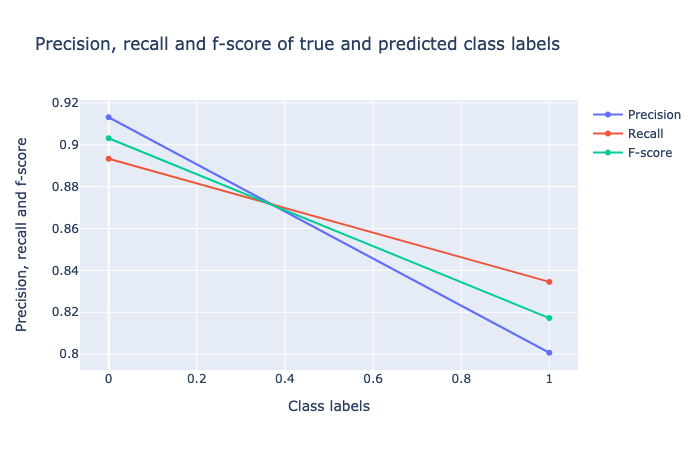 Precision, recall and f-score of true and predicted class labels
Precision, recall and f-score
0.92
0.9
0.88
0.86
0.84
0.82
0.8
0
0.2
0.4
0.6
0.8
1
Class labels
Precision
Recall
F-score